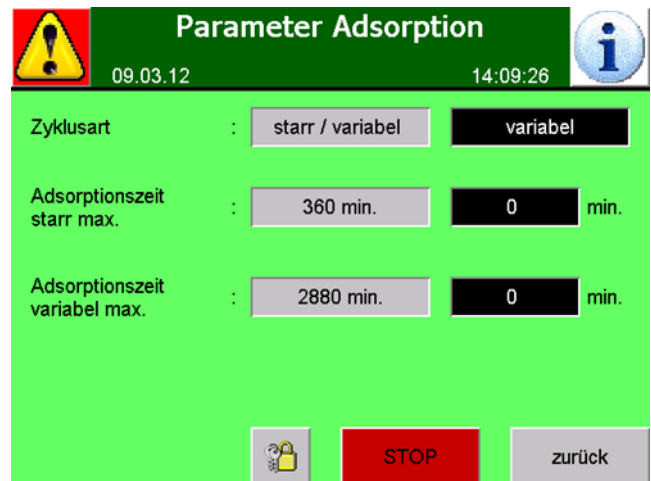 Parameter Adsorption
09.03.12 14:09:26
Zyklusart : starr / variabel variabel
Adsorptionszeit
starr max. : 360 min. 0 min.
Adsorptionszeit
variabel max. : 2880 min. 0 min.
STOP zurück